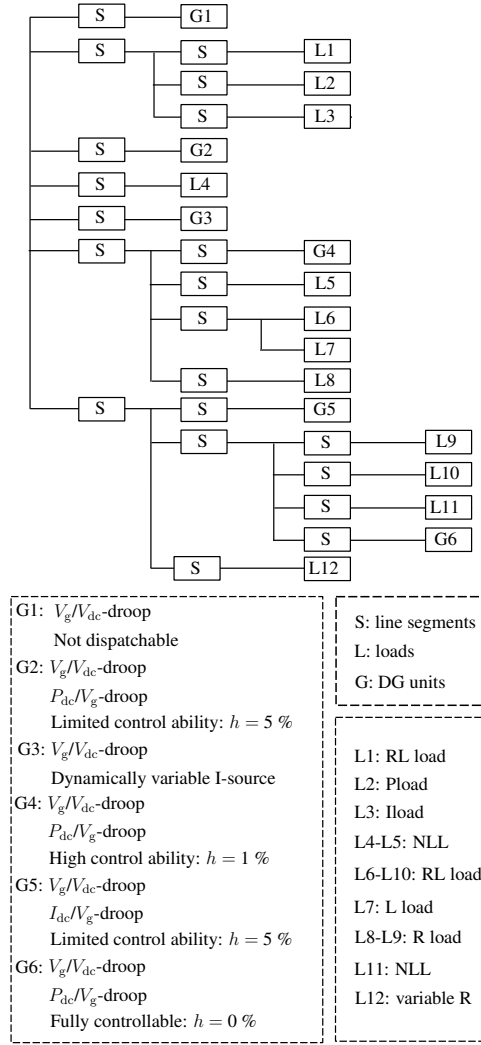 S G1
S S L1
S L2
S L3
S G2
S L4
S G3
S S G4
S L5
S L6
L7
S L8
S S G5
S S L9
S L10
S L11
S G6
S L12
G1: Vg/Vdc-droop
Not dispatchable
G2: Vg/Vdc-droop
Pdc/Vg-droop
Limited control ability: h = 5 %
G3: Vg/Vdc-droop
Dynamically variable I-source
G4: Vg/Vdc-droop
Pdc/Vg-droop
High control ability: h = 1 %
G5: Vg/Vdc-droop
Idc/Vg-droop
Limited control ability: h = 5 %
G6: Vg/Vdc-droop
Pdc/Vg-droop
Fully controllable: h = 0 %
S: line segments
L: loads
G: DG units
L1: RL load
L2: Pload
L3: Iload
L4-L5: NLL
L6-L10: RL load
L7: L load
L8-L9: R load
L11: NLL
L12: variable R